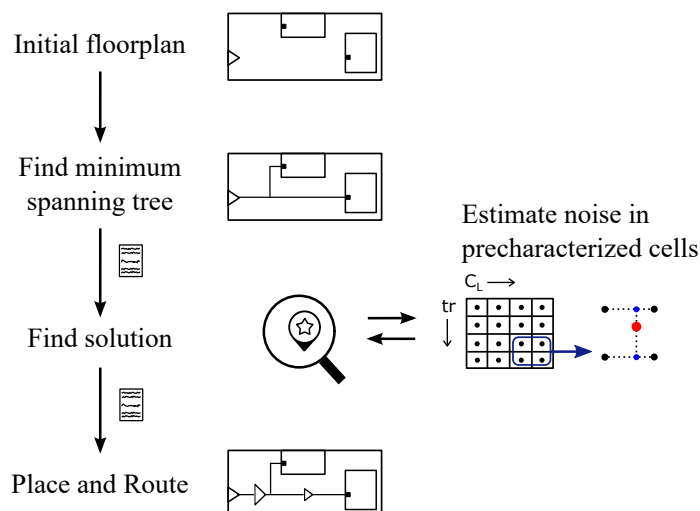 Initial floorplan
Find minimum
spanning tree
Estimate noise in
precharacterized cells
CL
tr
Find solution
Place and Route